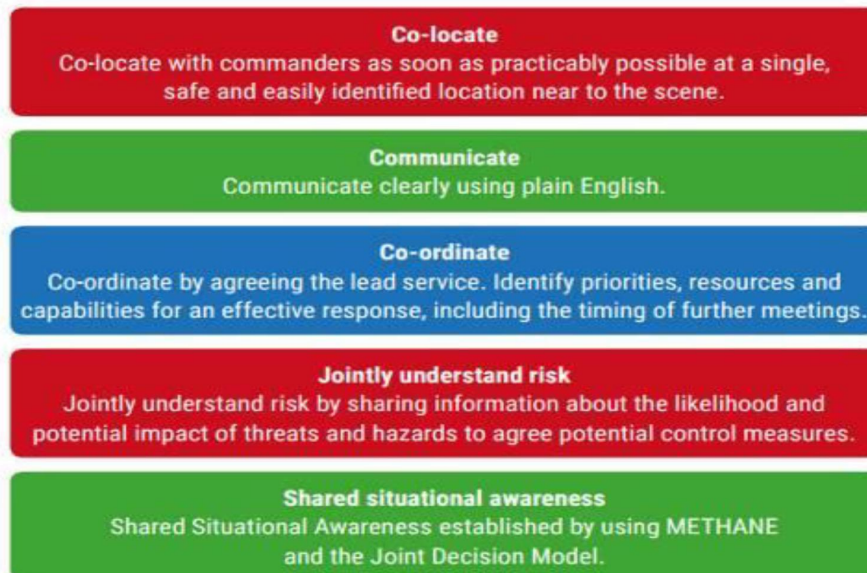 Co-locate
Co-locate with commanders as soon as practicably possible at a single,
safe and easily identified location near to the scene.
Communicate
Communicate clearly using plain English.
Co-ordinate
Co-ordinate by agreeing the lead service. Identify priorities, resources and
capabilities for an effective response, including the timing of further meetings.
Jointly understand risk
Jointly understand risk by sharing information about the likelihood and
potential impact of threats and hazards to agree potential control measures.
Shared situational awareness
Shared Situational Awareness established by using METHANE
and the Joint Decision Model.